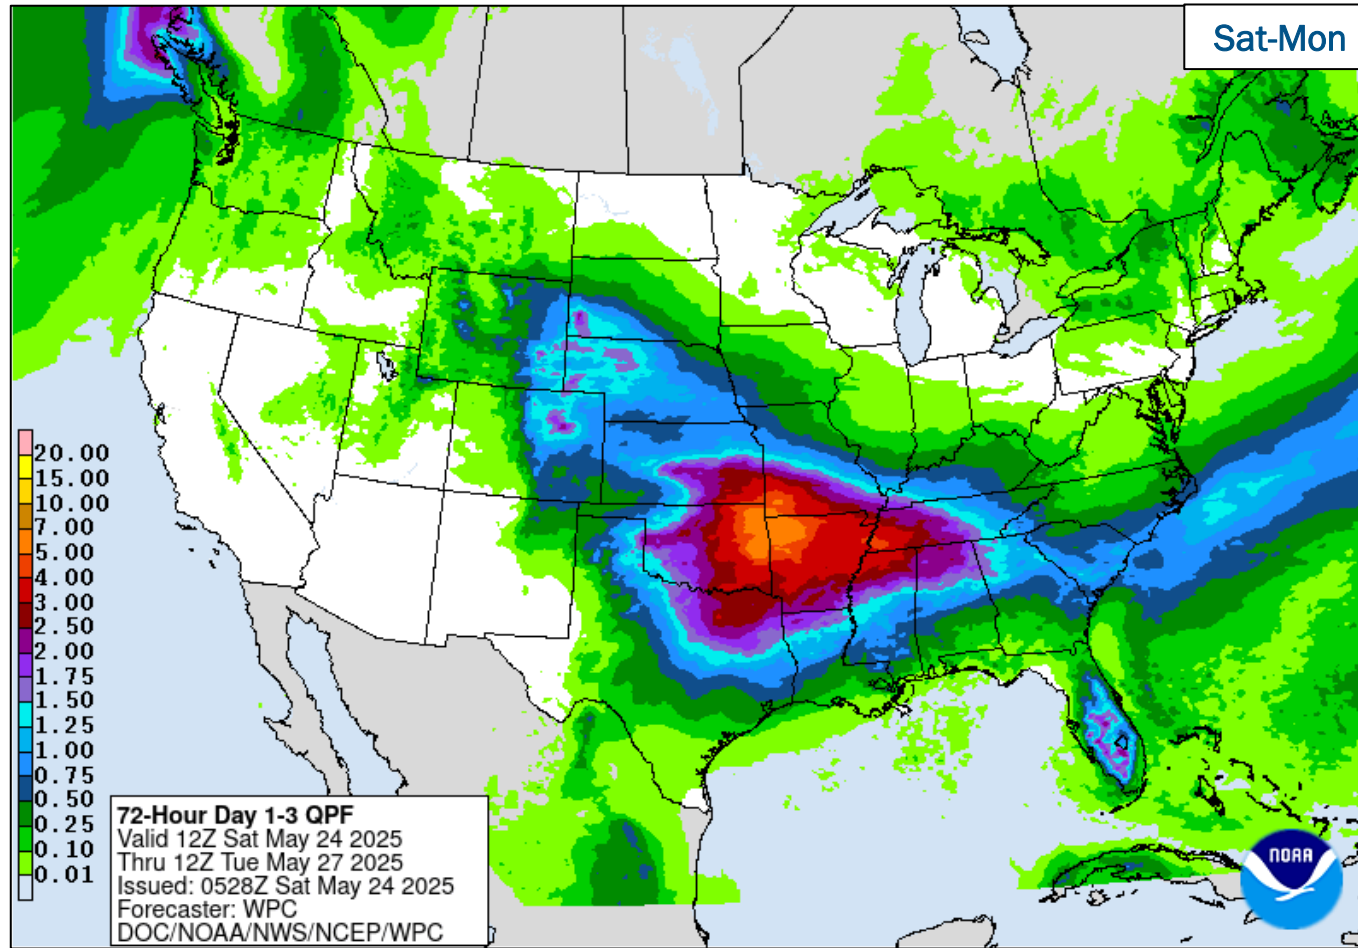 Sat-Mon
20.00
15.00
10.00
7.00
5.00
4.00
3.00
2.50
2.00
1.75
1.50
1.25
1.00
0.75
0.50
0.25
0.10
0.01
72-Hour Day 1-3 QPF
Valid 12Z Sat May 24 2025
Thru 12Z Tue May 27 2025
Issued: 0528Z Sat May 24 2025
Forecaster: WPC
DOC/NOAA/NWS/NCEP/WPC
NOAA